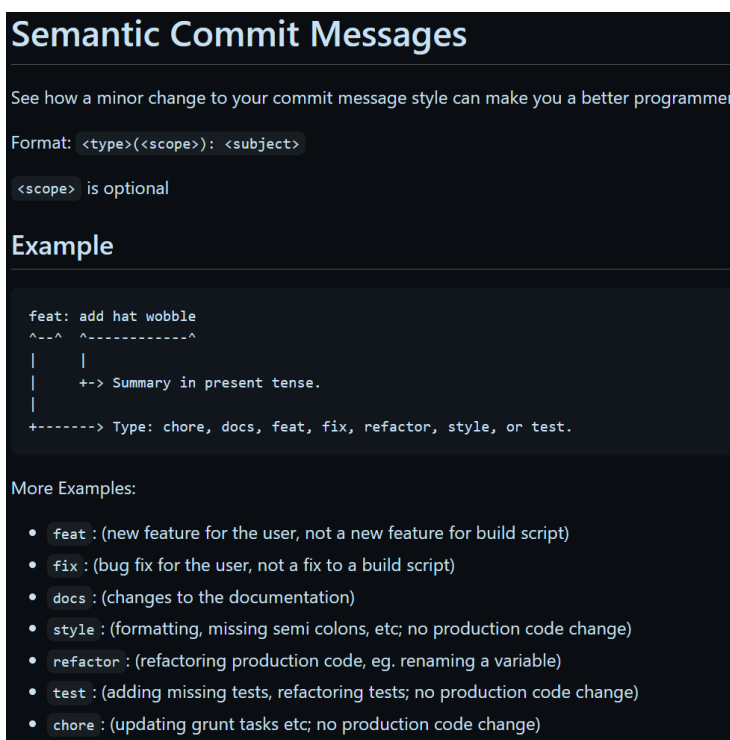 Semantic Commit Messages
See how a minor change to your commit message style can make you a better programmer
Format: <type>(<scope>): <subject>
<scope> is optional
Example
feat: add hat wobble
^--^  ^------------^
|     |
|     +-> Summary in present tense.
|
+-------> Type: chore, docs, feat, fix, refactor, style, or test.
More Examples:
• feat: (new feature for the user, not a new feature for build script)
• fix: (bug fix for the user, not a fix to a build script)
• docs: (changes to the documentation)
• style: (formatting, missing semi colons, etc; no production code change)
• refactor: (refactoring production code, eg. renaming a variable)
• test: (adding missing tests, refactoring tests; no production code change)
• chore: (updating grunt tasks etc; no production code change)